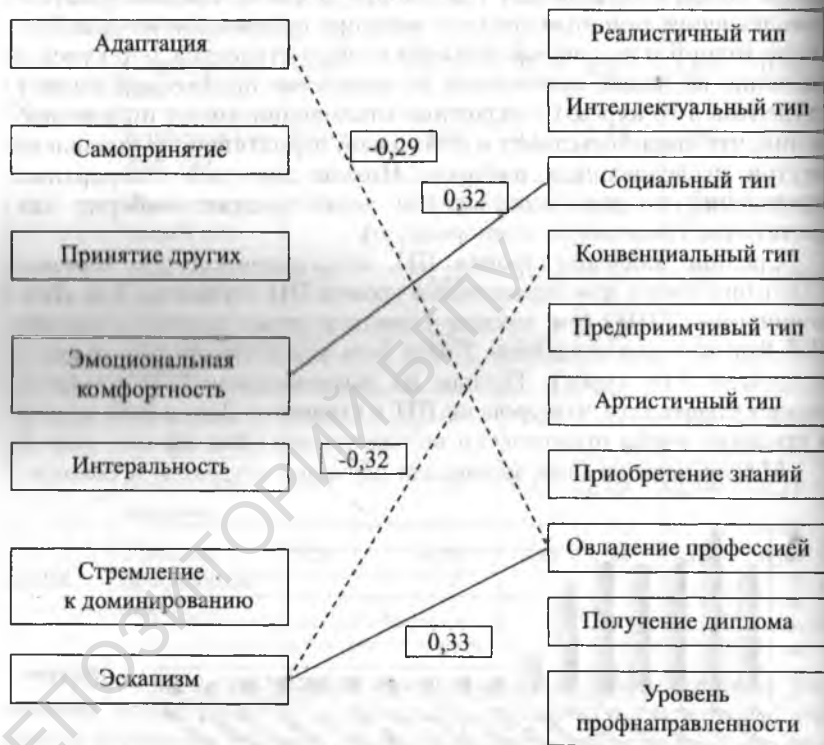 Адаптация
Самопринятие
Принятие других
Эмоциональная
комфортность
Интеральность
Стремление
к доминированию
Эскапизм
-0,29
0,32
-0,32
0,33
Реалистичный тип
Интеллектуальный тип
Социальный тип
Конвенциальный тип
Предприимчивый тип
Артистичный тип
Приобретение знаний
Овладение профессией
Получение диплома
Уровень
профнаправленности
ЕПОЗИТОРИЙ БГПУ